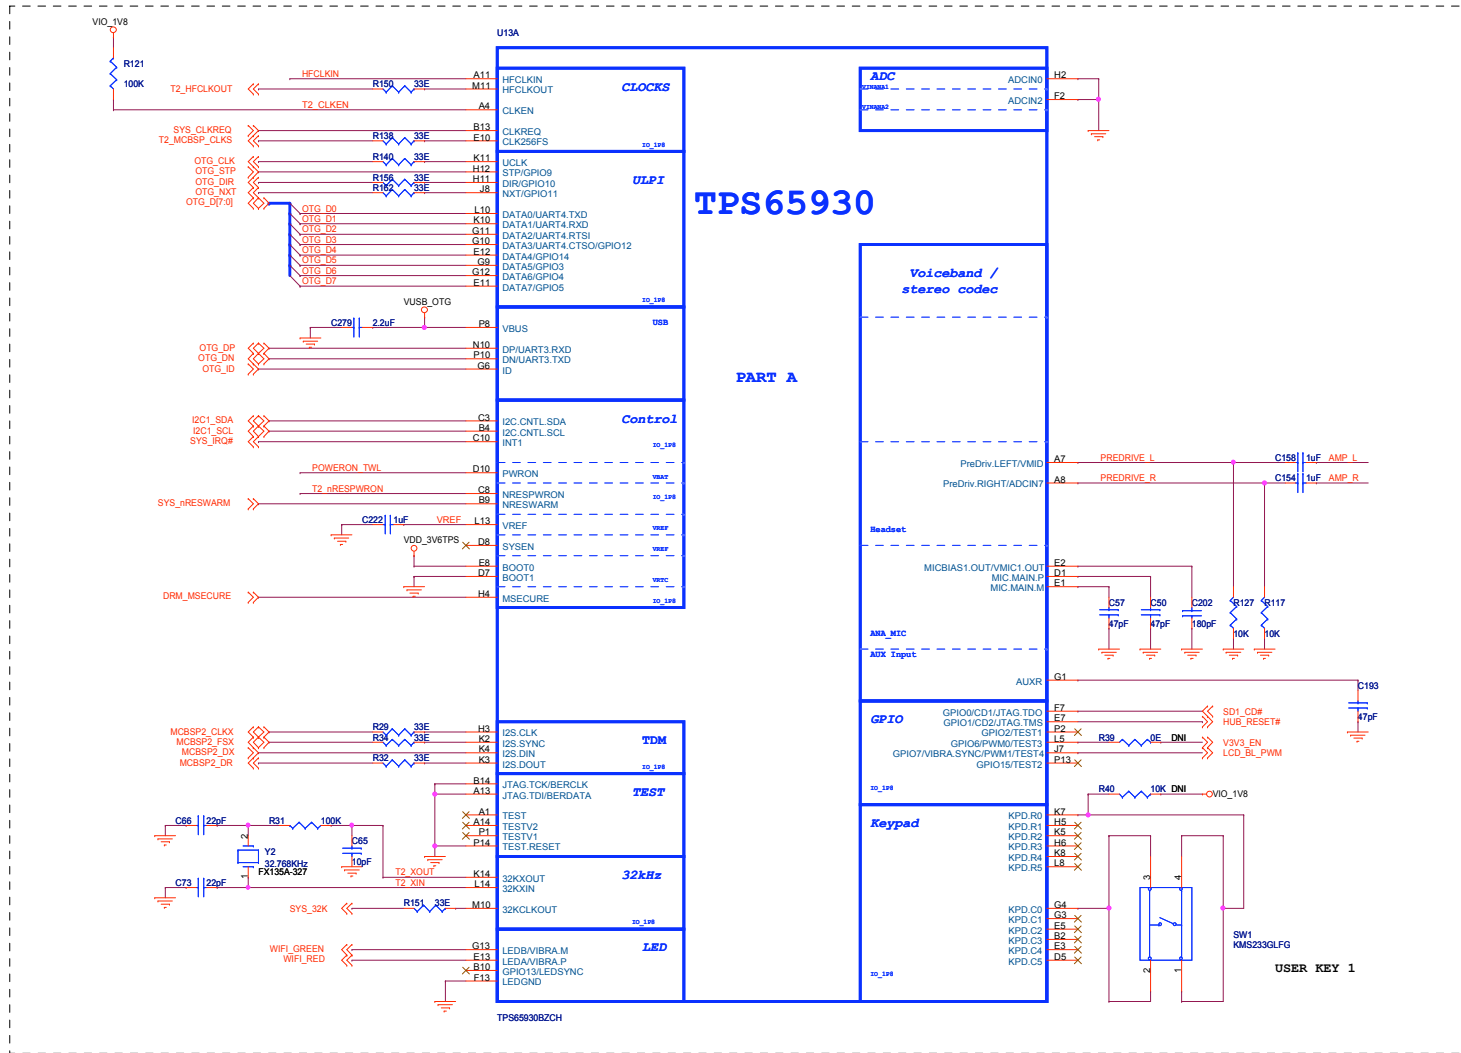 VIO_1V8
U13A
R121
100K
HFCLKIN
T2_HFCLKOUT
R150 33E
T2_CLKEN
SYS_CLKREQ
T2_MCBSP_CLKS
R138 33E
OTG_CLK
R140 33E
OTG_STP
OTG_DIR
R156 33E
OTG_NXT
R162 33E
OTG_D[7:0]
OTG_D0
OTG_D1
OTG_D2
OTG_D3
OTG_D4
OTG_D5
OTG_D6
OTG_D7
A11 HFCLKIN
M11 HFCLKOUT
CLOCKS
A4 CLKEN
B13 CLKREQ
E10 CLK256FS
IO_1P8
K11 UCLK
H12 STP/GPIO9
H11 DIR/GPIO10
J8 NXT/GPIO11
ULPI
L10 DATA0/UART4.TXD
K10 DATA1/UART4.RXD
G11 DATA2/UART4.RTSI
G10 DATA3/UART4.CTSO/GPIO12
E12 DATA4/GPIO14
G9 DATA5/GPIO3
G12 DATA6/GPIO4
E11 DATA7/GPIO5
IO_1P8
VUSB_OTG
C279 2.2uF
P8 VBUS
USB
OTG_DP
N10 DP/UART3.RXD
OTG_DN
P10 DN/UART3.TXD
OTG_ID
G6 ID
I2C1_SDA
C3 I2C.CNTL.SDA
Control
I2C1_SCL
B4 I2C.CNTL.SCL
SYS_IRQ#
C10 INT1
IO_1P8
POWERON_TWL
D10 PWRON
VBAT
T2_nRESPWRON
C8 NRESPWRON
IO_1P8
SYS_nRESWARM
B9 NRESWARM
C222 1uF VREF
L13 VREF
VREF
VDD_3V6TPS
D8 SYSEN
VREF
E8 BOOT0
D7 BOOT1
VRTC
DRM_MSECURE
H4 MSECURE
IO_1P8
MCBSP2_CLKX
R29 33E
H3 I2S.CLK
TDM
MCBSP2_FSX
R34 33E
K2 I2S.SYNC
MCBSP2_DX
K4 I2S.DIN
MCBSP2_DR
R32 33E
K3 I2S.DOUT
IO_1P8
B14 JTAG.TCK/BERCLK
A13 JTAG.TDI/BERDATA
TEST
A1 TEST
A14 TESTV2
P1 TESTV1
P14 TEST.RESET
C66 22pF
R31 100K
C65
10pF
2
Y2
32.768KHz
FX135A-327
1
C73 22pF
T2_XOUT
T2_XIN
K14 32KXOUT
L14 32KXIN
32kHz
SYS_32K
R151 33E
M10 32KCLKOUT
IO_1P8
WIFI_GREEN
WIFI_RED
G13 LEDB/VIBRA.M
E13 LEDA/VIBRA.P
B10 GPIO13/LEDSYNC
F13 LEDGND
LED
TPS65930BZCH
TPS65930
PART A
ADC
VINANA1
VINANA2
ADCIN0 H2
ADCIN2 F2
Voiceband /
stereo codec
PreDriv.LEFT/VMID A7
PREDRIVE_L
C158 1uF AMP_L
PreDriv.RIGHT/ADCIN7 A8
PREDRIVE_R
C154 1uF AMP_R
Headset
MICBIAS1.OUT/VMIC1.OUT E2
MIC.MAIN.P D1
MIC.MAIN.M E1
C57
47pF
C50
47pF
C202
180pF
R127
10K
R117
10K
ANA_MIC
AUX Input
AUXR G1
C193
47pF
GPIO
GPIO0/CD1/JTAG.TDO F7
SD1_CD#
GPIO1/CD2/JTAG.TMS E7
HUB_RESET#
GPIO2/TEST1 P2
GPIO6/PWM0/TEST3 L5
R39 0E DNI
V3V3_EN
GPIO7/VIBRA.SYNC/PWM1/TEST4 J7
LCD_BL_PWM
GPIO15/TEST2 P13
IO_1P8
R40 10K DNI
VIO_1V8
Keypad
KPD.R0 K7
KPD.R1 H5
KPD.R2 K5
KPD.R3 H6
KPD.R4 K8
KPD.R5 L8
KPD.C0 G4
KPD.C1 G3
KPD.C2 E5
KPD.C3 B2
KPD.C4 E3
KPD.C5 D5
IO_1P8
3
4
2
1
SW1
KMS233GLFG
USER KEY 1